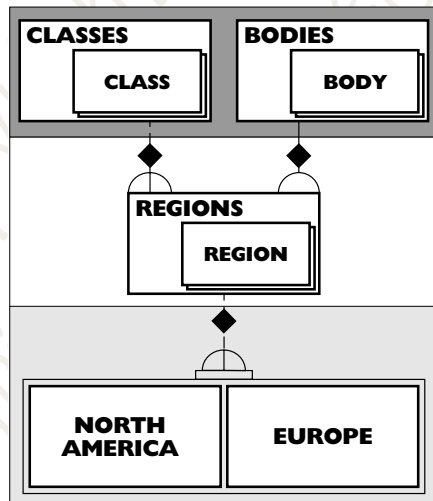 CLASSES
CLASS
BODIES
BODY
REGIONS
REGION
NORTH
AMERICA
EUROPE